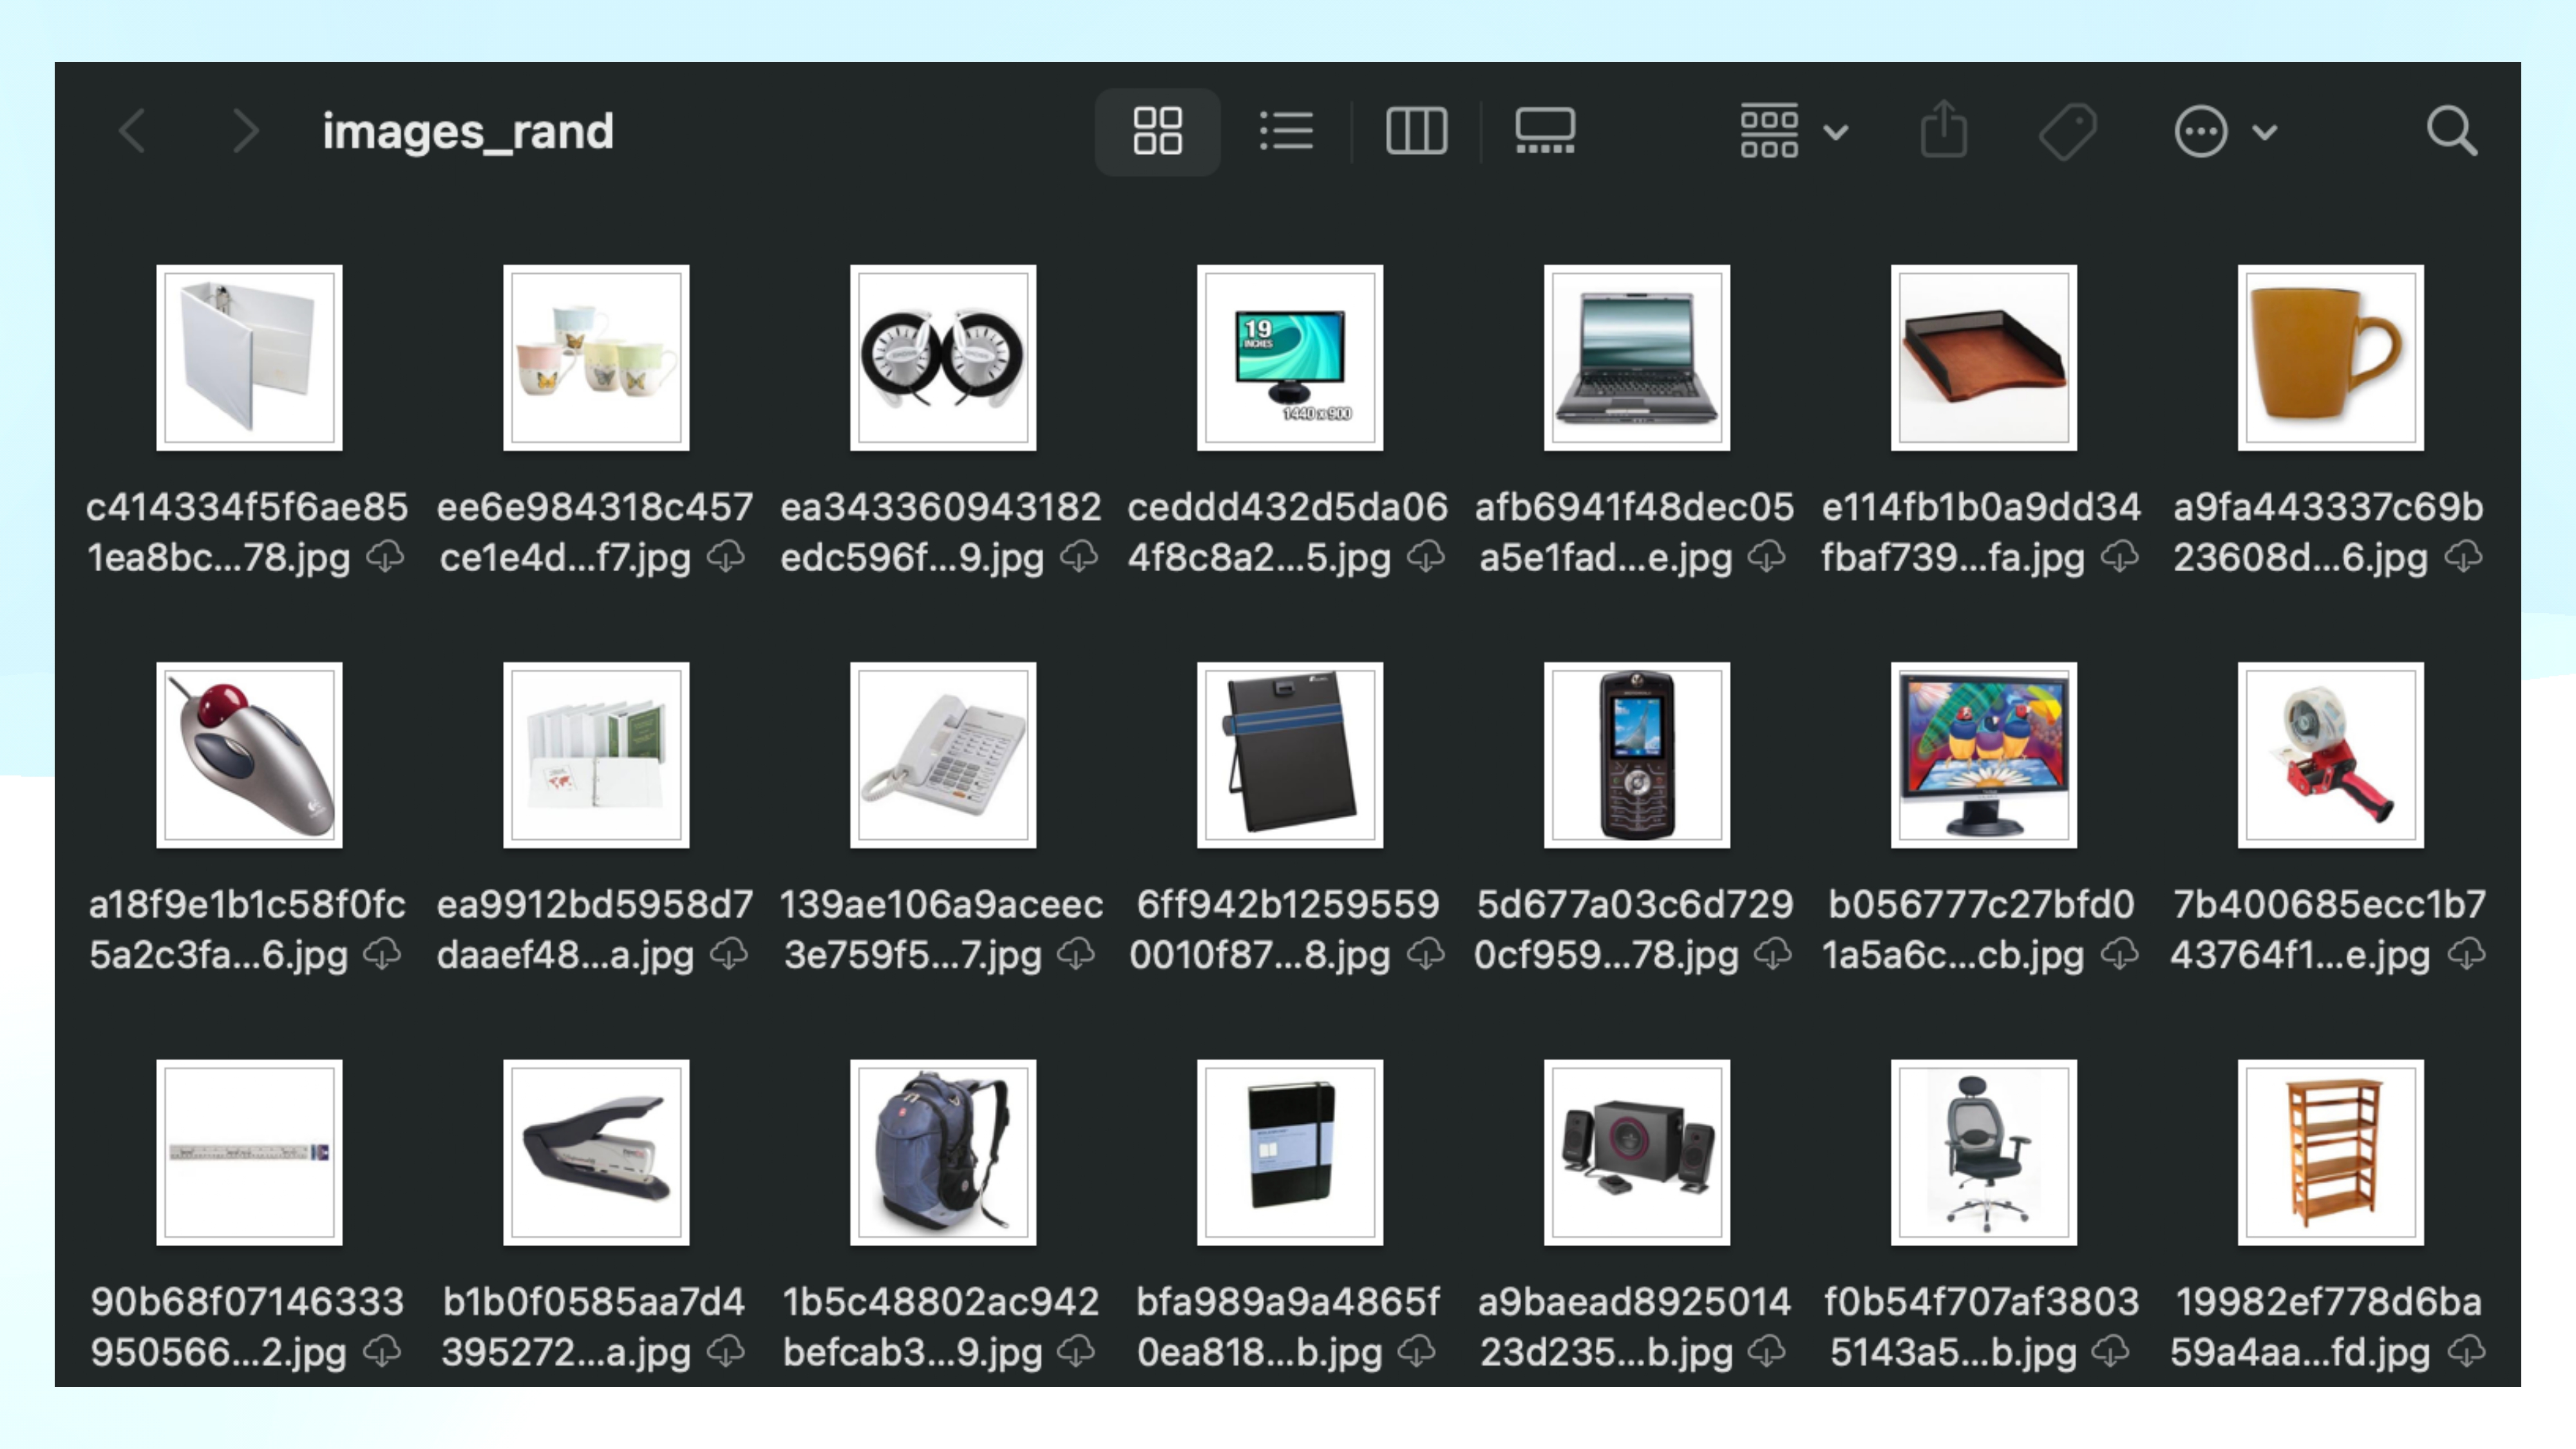 images_rand
19
INCHES
1440 x 900
c414334f5f6ae85 ee6e984318c457 ea343360943182 ceddd432d5da06 afb6941f48dec05 e114fb1b0a9dd34 a9fa443337c69b
1ea8bc...78.jpg ce1e4d...f7.jpg edc596f...9.jpg 4f8c8a2...5.jpg a5e1fad...e.jpg fbaf739...fa.jpg 23608d...6.jpg
a18f9e1b1c58f0fc ea9912bd5958d7 139ae106a9aceec 6ff942b1259559 5d677a03c6d729 b056777c27bfd0 7b400685ecc1b7
5a2c3fa...6.jpg daaef48...a.jpg 3e759f5...7.jpg 0010f87...8.jpg 0cf959...78.jpg 1a5a6c...cb.jpg 43764f1...e.jpg
90b68f07146333 b1b0f0585aa7d4 1b5c48802ac942 bfa989a9a4865f a9baead8925014 f0b54f707af3803 19982ef778d6ba
950566...2.jpg 395272...a.jpg befcab3...9.jpg 0ea818...b.jpg 23d235...b.jpg 5143a5...b.jpg 59a4aa...fd.jpg